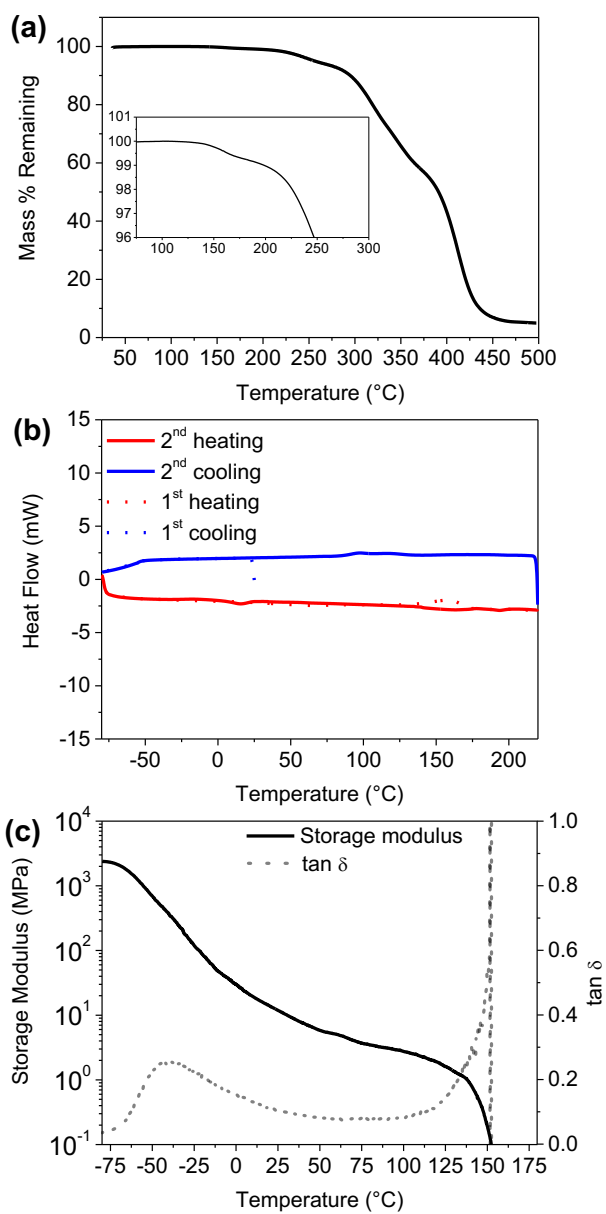 (a)
100
80
60
40
20
0
Mass % Remaining
101
100
99
98
97
96
100 150 200 250 300
50 100 150 200 250 300 350 400 450 500
Temperature (°C)
(b)
15
10
5
0
-5
-10
-15
Heat Flow (mW)
2nd heating
2nd cooling
1st heating
1st cooling
-50 0 50 100 150 200
Temperature (°C)
(c)
10^4
10^3
10^2
10^1
10^0
10^-1
Storage Modulus (MPa)
Storage modulus
tan δ
1.0
0.8
0.6
0.4
0.2
0.0
tan δ
-75 -50 -25 0 25 50 75 100 125 150 175
Temperature (°C)